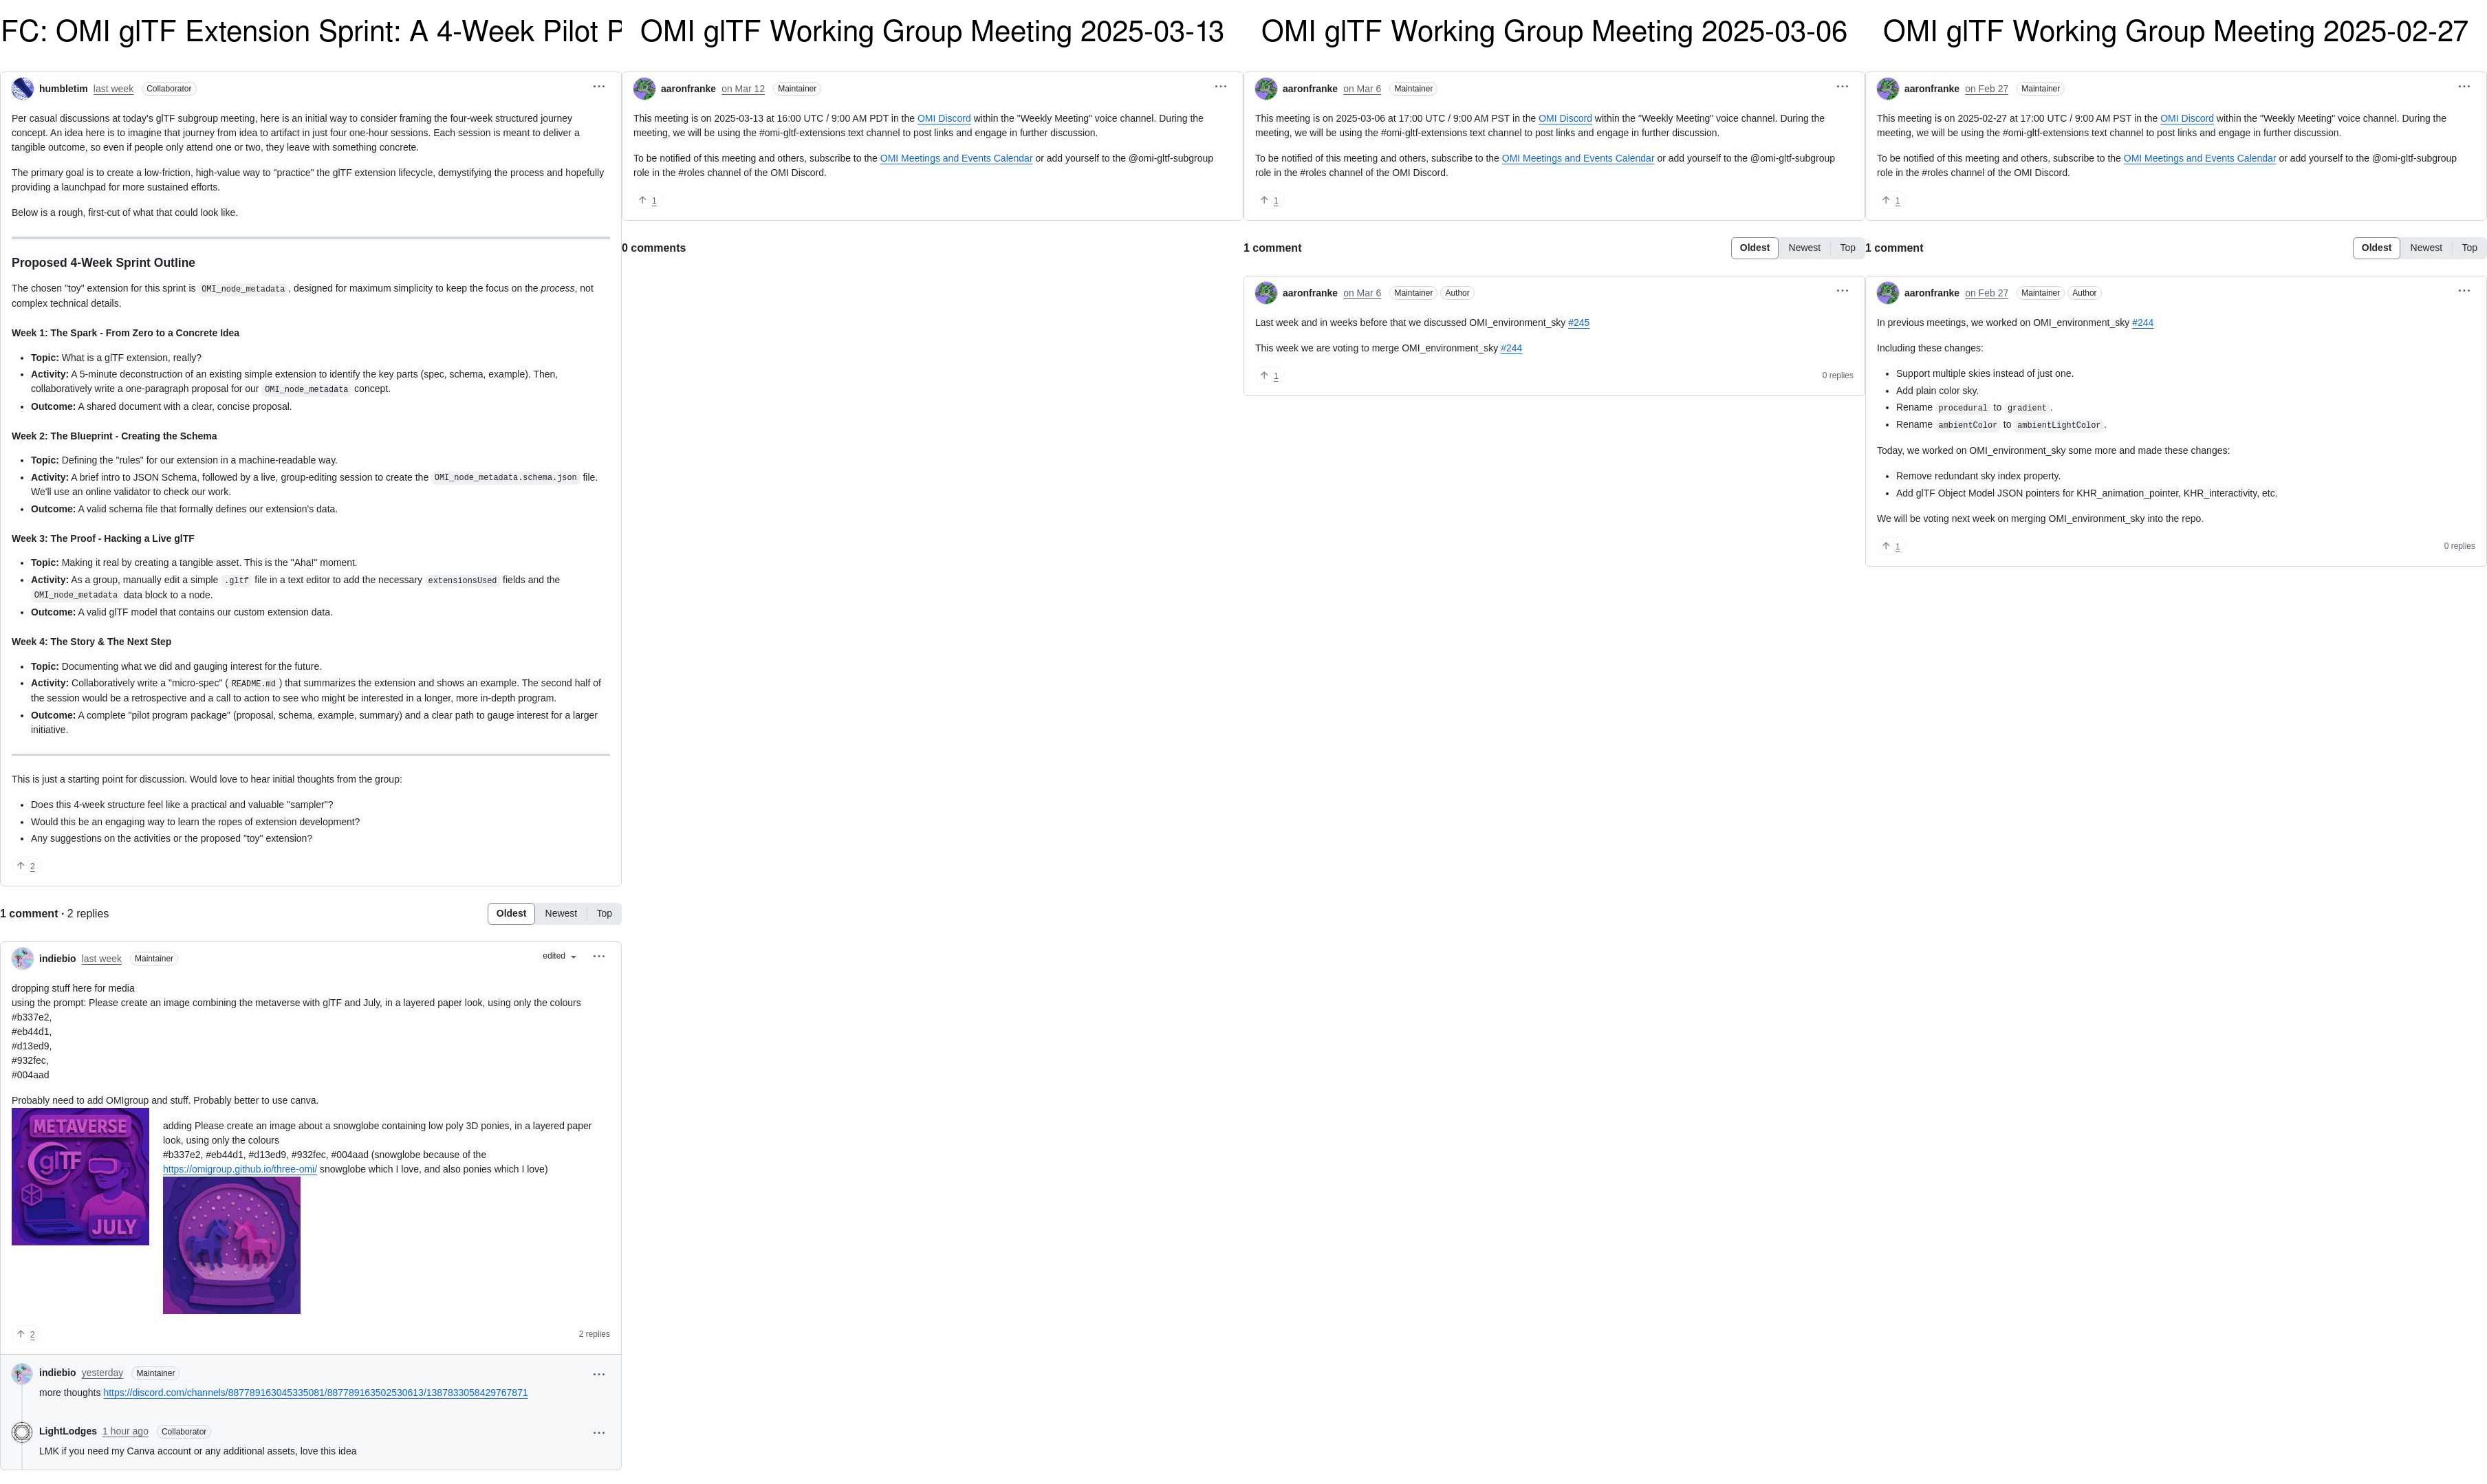 FC: OMI glTF Extension Sprint: A 4-Week Pilot P
humbletim last week Collaborator
Per casual discussions at today's glTF subgroup meeting, here is an initial way to consider framing the four-week structured journey
concept. An idea here is to imagine that journey from idea to artifact in just four one-hour sessions. Each session is meant to deliver a
tangible outcome, so even if people only attend one or two, they leave with something concrete.
The primary goal is to create a low-friction, high-value way to "practice" the glTF extension lifecycle, demystifying the process and hopefully
providing a launchpad for more sustained efforts.
Below is a rough, first-cut of what that could look like.
Proposed 4-Week Sprint Outline
The chosen "toy" extension for this sprint is OMI_node_metadata, designed for maximum simplicity to keep the focus on the process, not
complex technical details.
Week 1: The Spark - From Zero to a Concrete Idea
• Topic: What is a glTF extension, really?
• Activity: A 5-minute deconstruction of an existing simple extension to identify the key parts (spec, schema, example). Then,
collaboratively write a one-paragraph proposal for our OMI_node_metadata concept.
• Outcome: A shared document with a clear, concise proposal.
Week 2: The Blueprint - Creating the Schema
• Topic: Defining the "rules" for our extension in a machine-readable way.
• Activity: A brief intro to JSON Schema, followed by a live, group-editing session to create the OMI_node_metadata.schema.json file.
We'll use an online validator to check our work.
• Outcome: A valid schema file that formally defines our extension's data.
Week 3: The Proof - Hacking a Live glTF
• Topic: Making it real by creating a tangible asset. This is the "Aha!" moment.
• Activity: As a group, manually edit a simple .gltf file in a text editor to add the necessary extensionsUsed fields and the
OMI_node_metadata data block to a node.
• Outcome: A valid glTF model that contains our custom extension data.
Week 4: The Story & The Next Step
• Topic: Documenting what we did and gauging interest for the future.
• Activity: Collaboratively write a "micro-spec" (README.md) that summarizes the extension and shows an example. The second half of
the session would be a retrospective and a call to action to see who might be interested in a longer, more in-depth program.
• Outcome: A complete "pilot program package" (proposal, schema, example, summary) and a clear path to gauge interest for a larger
initiative.
This is just a starting point for discussion. Would love to hear initial thoughts from the group:
• Does this 4-week structure feel like a practical and valuable "sampler"?
• Would this be an engaging way to learn the ropes of extension development?
• Any suggestions on the activities or the proposed "toy" extension?
↑ 2
1 comment · 2 replies Oldest Newest Top
indiebio last week Maintainer edited
dropping stuff here for media
using the prompt: Please create an image combining the metaverse with glTF and July, in a layered paper look, using only the colours
#b337e2,
#eb44d1,
#d13ed9,
#932fec,
#004aad
Probably need to add OMIgroup and stuff. Probably better to use canva.
METAVERSE
glTF
JULY
adding Please create an image about a snowglobe containing low poly 3D ponies, in a layered paper
look, using only the colours
#b337e2, #eb44d1, #d13ed9, #932fec, #004aad (snowglobe because of the
https://omigroup.github.io/three-omi/ snowglobe which I love, and also ponies which I love)
↑ 2 2 replies
indiebio yesterday Maintainer
more thoughts https://discord.com/channels/887789163045335081/887789163502530613/1387833058429767871
LightLodges 1 hour ago Collaborator
LMK if you need my Canva account or any additional assets, love this idea
OMI glTF Working Group Meeting 2025-03-13
aaronfranke on Mar 12 Maintainer
This meeting is on 2025-03-13 at 16:00 UTC / 9:00 AM PDT in the OMI Discord within the "Weekly Meeting" voice channel. During the
meeting, we will be using the #omi-gltf-extensions text channel to post links and engage in further discussion.
To be notified of this meeting and others, subscribe to the OMI Meetings and Events Calendar or add yourself to the @omi-gltf-subgroup
role in the #roles channel of the OMI Discord.
↑ 1
0 comments
OMI glTF Working Group Meeting 2025-03-06
aaronfranke on Mar 6 Maintainer
This meeting is on 2025-03-06 at 17:00 UTC / 9:00 AM PST in the OMI Discord within the "Weekly Meeting" voice channel. During the
meeting, we will be using the #omi-gltf-extensions text channel to post links and engage in further discussion.
To be notified of this meeting and others, subscribe to the OMI Meetings and Events Calendar or add yourself to the @omi-gltf-subgroup
role in the #roles channel of the OMI Discord.
↑ 1
1 comment Oldest Newest Top
aaronfranke on Mar 6 Maintainer Author
Last week and in weeks before that we discussed OMI_environment_sky #245
This week we are voting to merge OMI_environment_sky #244
↑ 1 0 replies
OMI glTF Working Group Meeting 2025-02-27
aaronfranke on Feb 27 Maintainer
This meeting is on 2025-02-27 at 17:00 UTC / 9:00 AM PST in the OMI Discord within the "Weekly Meeting" voice channel. During the
meeting, we will be using the #omi-gltf-extensions text channel to post links and engage in further discussion.
To be notified of this meeting and others, subscribe to the OMI Meetings and Events Calendar or add yourself to the @omi-gltf-subgroup
role in the #roles channel of the OMI Discord.
↑ 1
1 comment Oldest Newest Top
aaronfranke on Feb 27 Maintainer Author
In previous meetings, we worked on OMI_environment_sky #244
Including these changes:
• Support multiple skies instead of just one.
• Add plain color sky.
• Rename procedural to gradient.
• Rename ambientColor to ambientLightColor.
Today, we worked on OMI_environment_sky some more and made these changes:
• Remove redundant sky index property.
• Add glTF Object Model JSON pointers for KHR_animation_pointer, KHR_interactivity, etc.
We will be voting next week on merging OMI_environment_sky into the repo.
↑ 1 0 replies